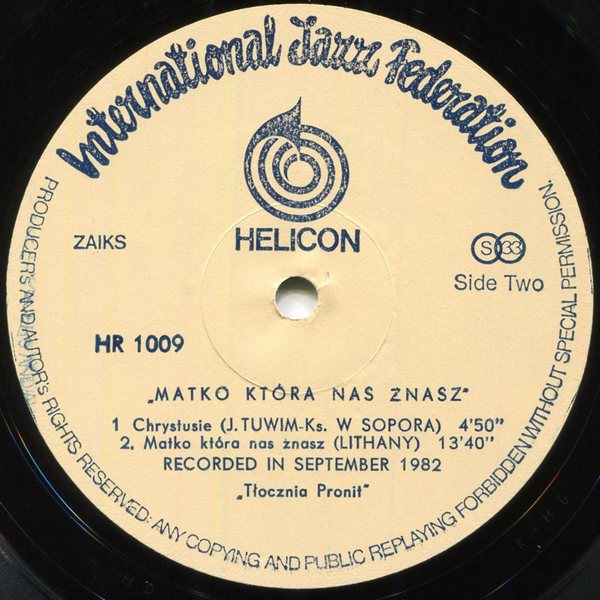 International Jazz Federation
HELICON
ZAIKS
S 33
Side Two
HR 1009
„MATKO KTÓRA NAS ZNASZ"
1 Chrystusie (J. TUWIM-Ks. W SOPORA) 4'50"
2. Matko która nas znasz (LITHANY) 13'40"
RECORDED IN SEPTEMBER 1982
„Tłocznia Pronit"
PRODUCER'S AND AUTOR'S RIGHTS RESERVED: ANY COPYING AND PUBLIC REPLAYING FORBIDDEN WITHOUT SPECIAL PERMISSION.